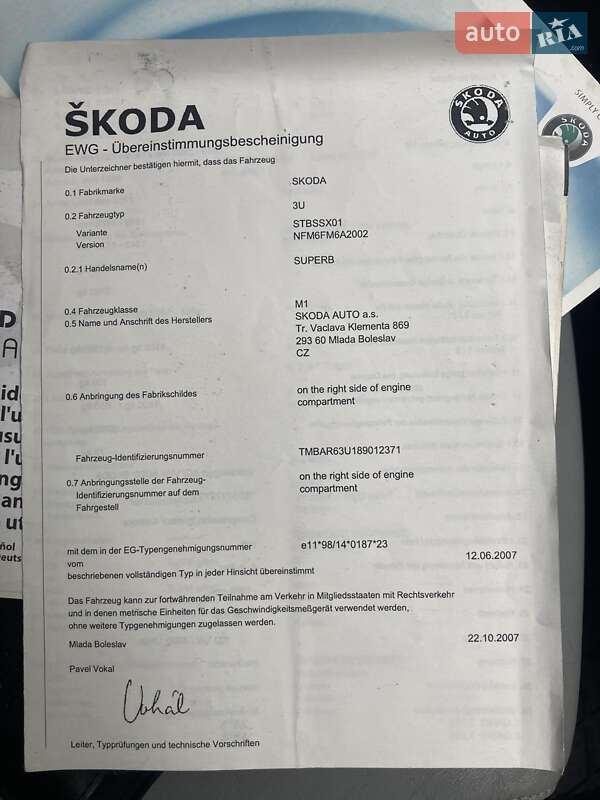 auto RIA .com
ŠKODA
EWG - Übereinstimmungsbescheinigung
ŠKODA
AUTO
SIMPLY C
ŠKODA
Die Unterzeichner bestätigen hiermit, dass das Fahrzeug
0.1 Fabrikmarke SKODA
0.2 Fahrzeugtyp 3U
Variante STBSSX01
Version NFM6FM6A2002
0.2.1 Handelsname(n) SUPERB
0.4 Fahrzeugklasse M1
0.5 Name und Anschrift des Herstellers SKODA AUTO a.s.
Tr. Vaclava Klementa 869
293 60 Mlada Boleslav
CZ
0.6 Anbringung des Fabrikschildes on the right side of engine
compartment
Fahrzeug-Identifizierungsnummer TMBAR63U189012371
0.7 Anbringungsstelle der Fahrzeug- on the right side of engine
Identifizierungsnummer auf dem compartment
Fahrgestell
mit dem in der EG-Typengenehmigungsnummer e11*98/14*0187*23
vom 12.06.2007
beschriebenen vollständigen Typ in jeder Hinsicht übereinstimmt
Das Fahrzeug kann zur fortwährenden Teilnahme am Verkehr in Mitgliedsstaaten mit Rechtsverkehr
und in denen metrische Einheiten für das Geschwindigkeitsmeßgerät verwendet werden,
ohne weitere Typgenehmigungen zugelassen werden.
Mlada Boleslav 22.10.2007
Pavel Vokal
Vokál
Leiter, Typprüfungen und technische Vorschriften